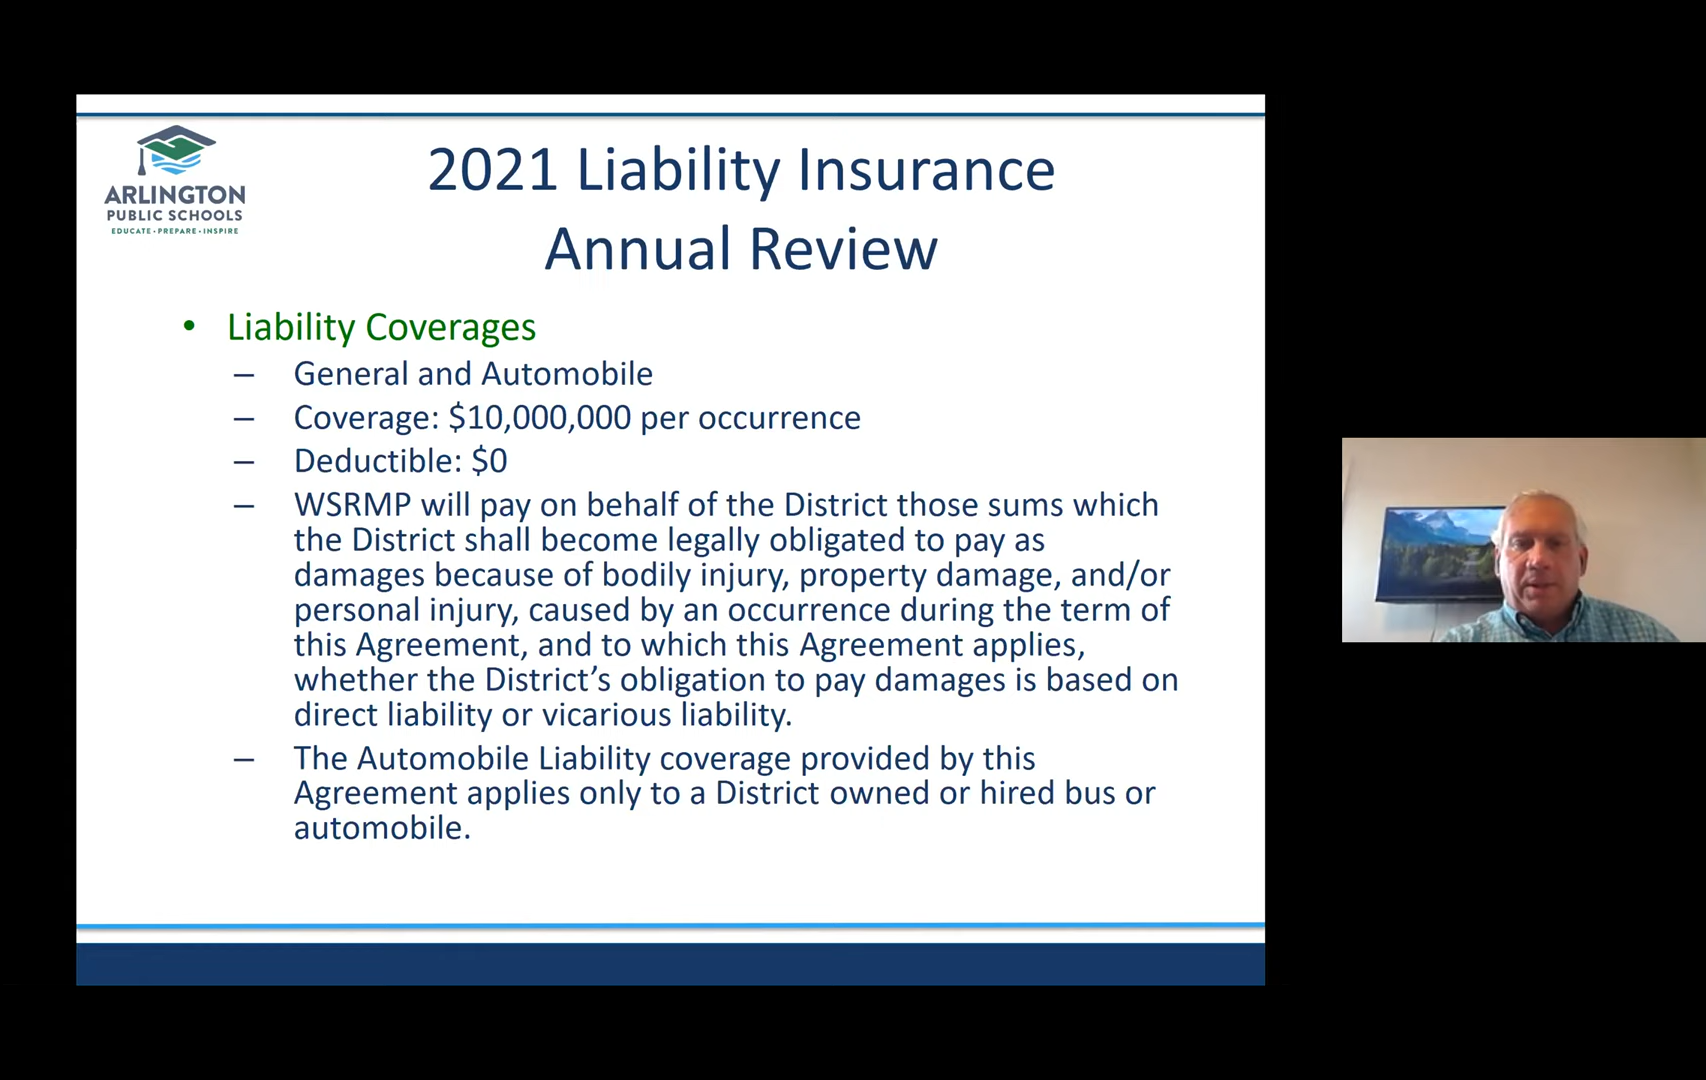 ARLINGTON
PUBLIC SCHOOLS
EDUCATE • PREPARE • INSPIRE
2021 Liability Insurance
Annual Review
• Liability Coverages
– General and Automobile
– Coverage: $10,000,000 per occurrence
– Deductible: $0
– WSRMP will pay on behalf of the District those sums which
the District shall become legally obligated to pay as
damages because of bodily injury, property damage, and/or
personal injury, caused by an occurrence during the term of
this Agreement, and to which this Agreement applies,
whether the District’s obligation to pay damages is based on
direct liability or vicarious liability.
– The Automobile Liability coverage provided by this
Agreement applies only to a District owned or hired bus or
automobile.